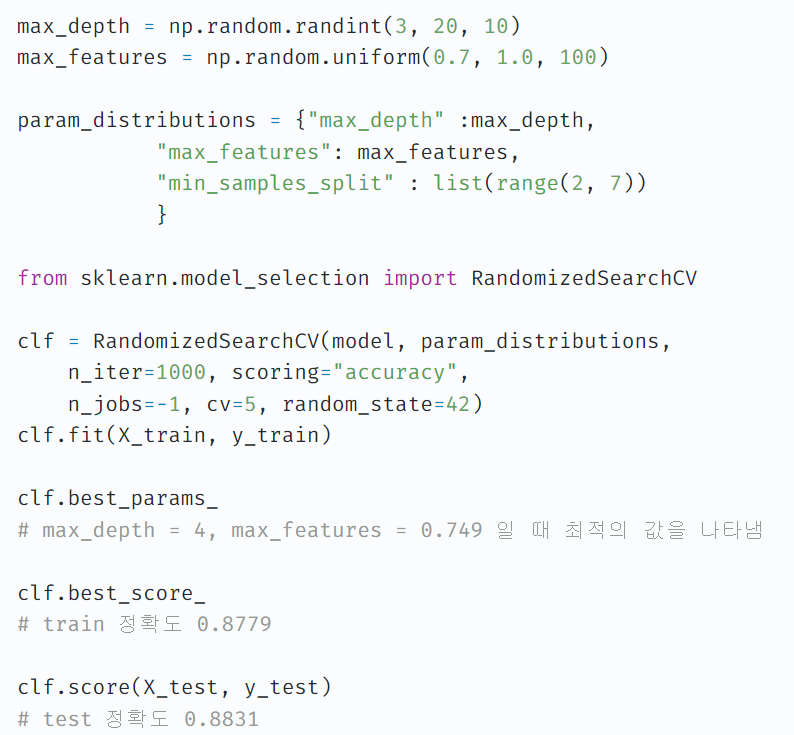 max_depth = np.random.randint(3, 20, 10)
max_features = np.random.uniform(0.7, 1.0, 100)
param_distributions = {"max_depth" :max_depth,
"max_features": max_features,
"min_samples_split" : list(range(2, 7))
}
from sklearn.model_selection import RandomizedSearchCV
clf = RandomizedSearchCV(model, param_distributions,
n_iter=1000, scoring="accuracy",
n_jobs=-1, cv=5, random_state=42)
clf.fit(X_train, y_train)
clf.best_params_
# max_depth = 4, max_features = 0.749 일 때 최적의 값을 나타냄
clf.best_score_
# train 정확도 0.8779
clf.score(X_test, y_test)
# test 정확도 0.8831